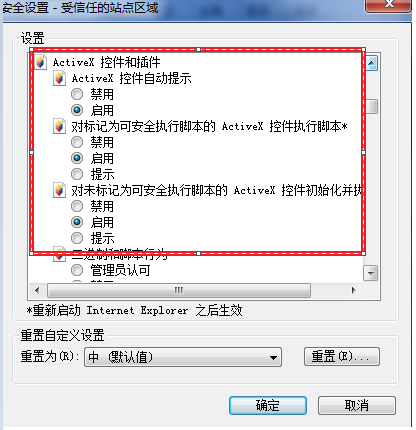 安全设置 - 受信任的站点区域
设置
ActiveX 控件和插件
ActiveX 控件自动提示
禁用
启用
对标记为可安全执行脚本的 ActiveX 控件执行脚本*
禁用
启用
提示
对未标记为可安全执行脚本的 ActiveX 控件初始化并执
禁用
启用
提示
二进制和脚本行为
管理员认可
*重新启动 Internet Explorer 之后生效
重置自定义设置
重置为(R): 中 (默认值) 重置(E)...
确定 取消